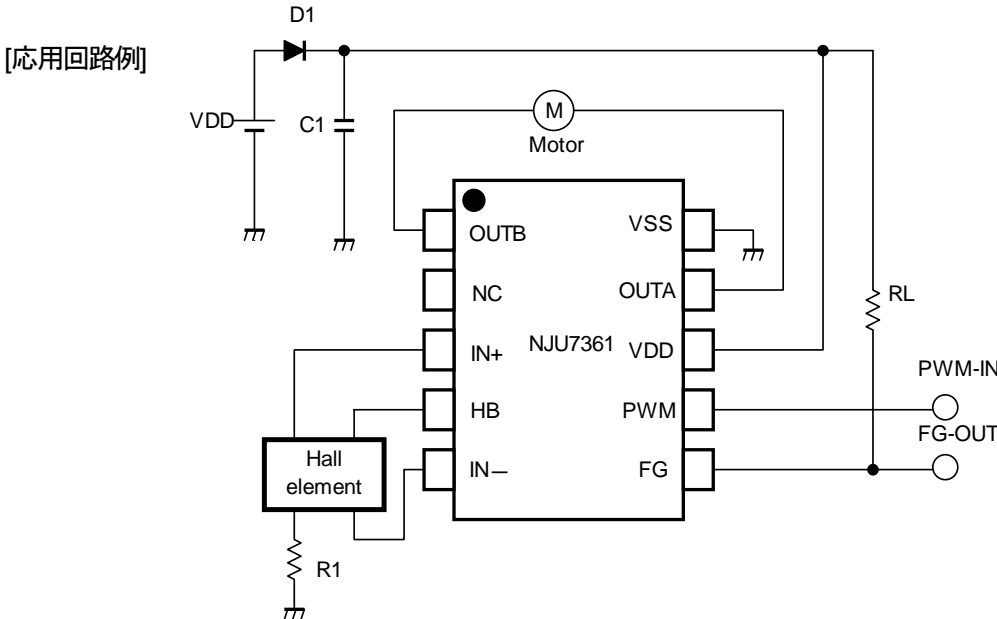 D1
[応用回路例]
VDD
C1
M
Motor
OUTB
VSS
NC
OUTA
RL
IN+
NJU7361
VDD
PWM-IN
HB
PWM
FG-OUT
Hall
element
IN—
FG
R1